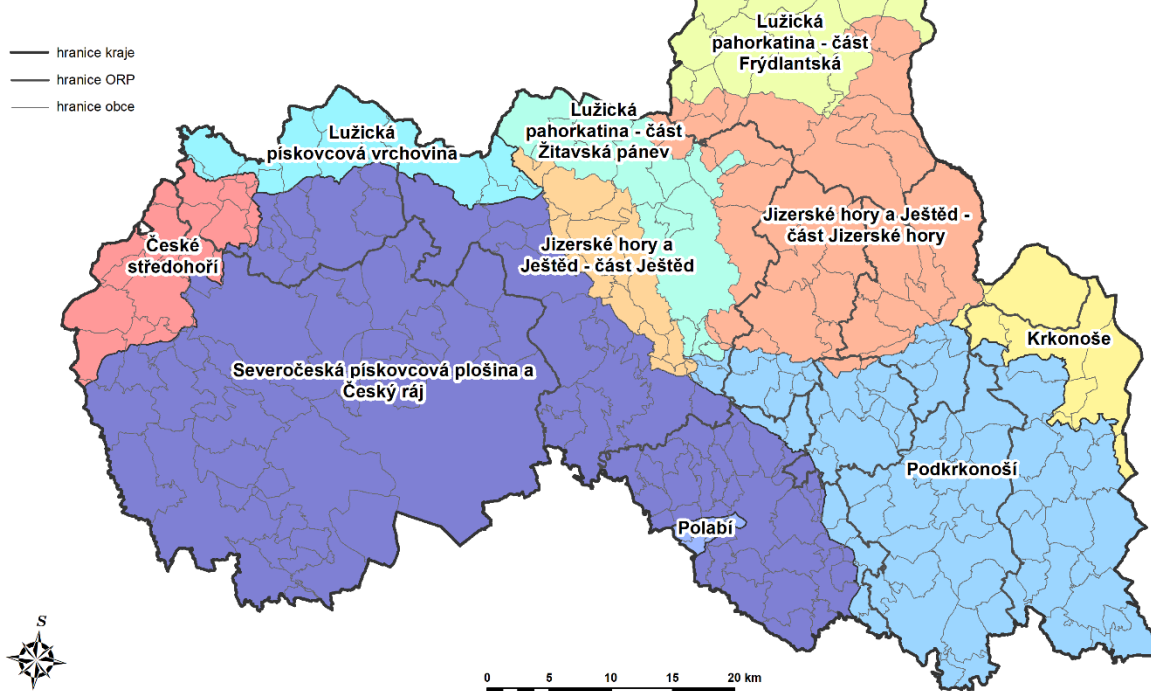 hranice kraje
hranice ORP
hranice obce
Lužická
pahorkatina - část
Frýdlantská
Lužická
pískovcová vrchovina
Lužická
pahorkatina - část
Žitavská pánev
České
středohoří
Jizerské hory a
Ještěd - část Ještěd
Jizerské hory a Ještěd -
část Jizerské hory
Krkonoše
Severočeská pískovcová plošina a
Český ráj
Podkrkonoší
Polabí
S
0 5 10 15 20 km